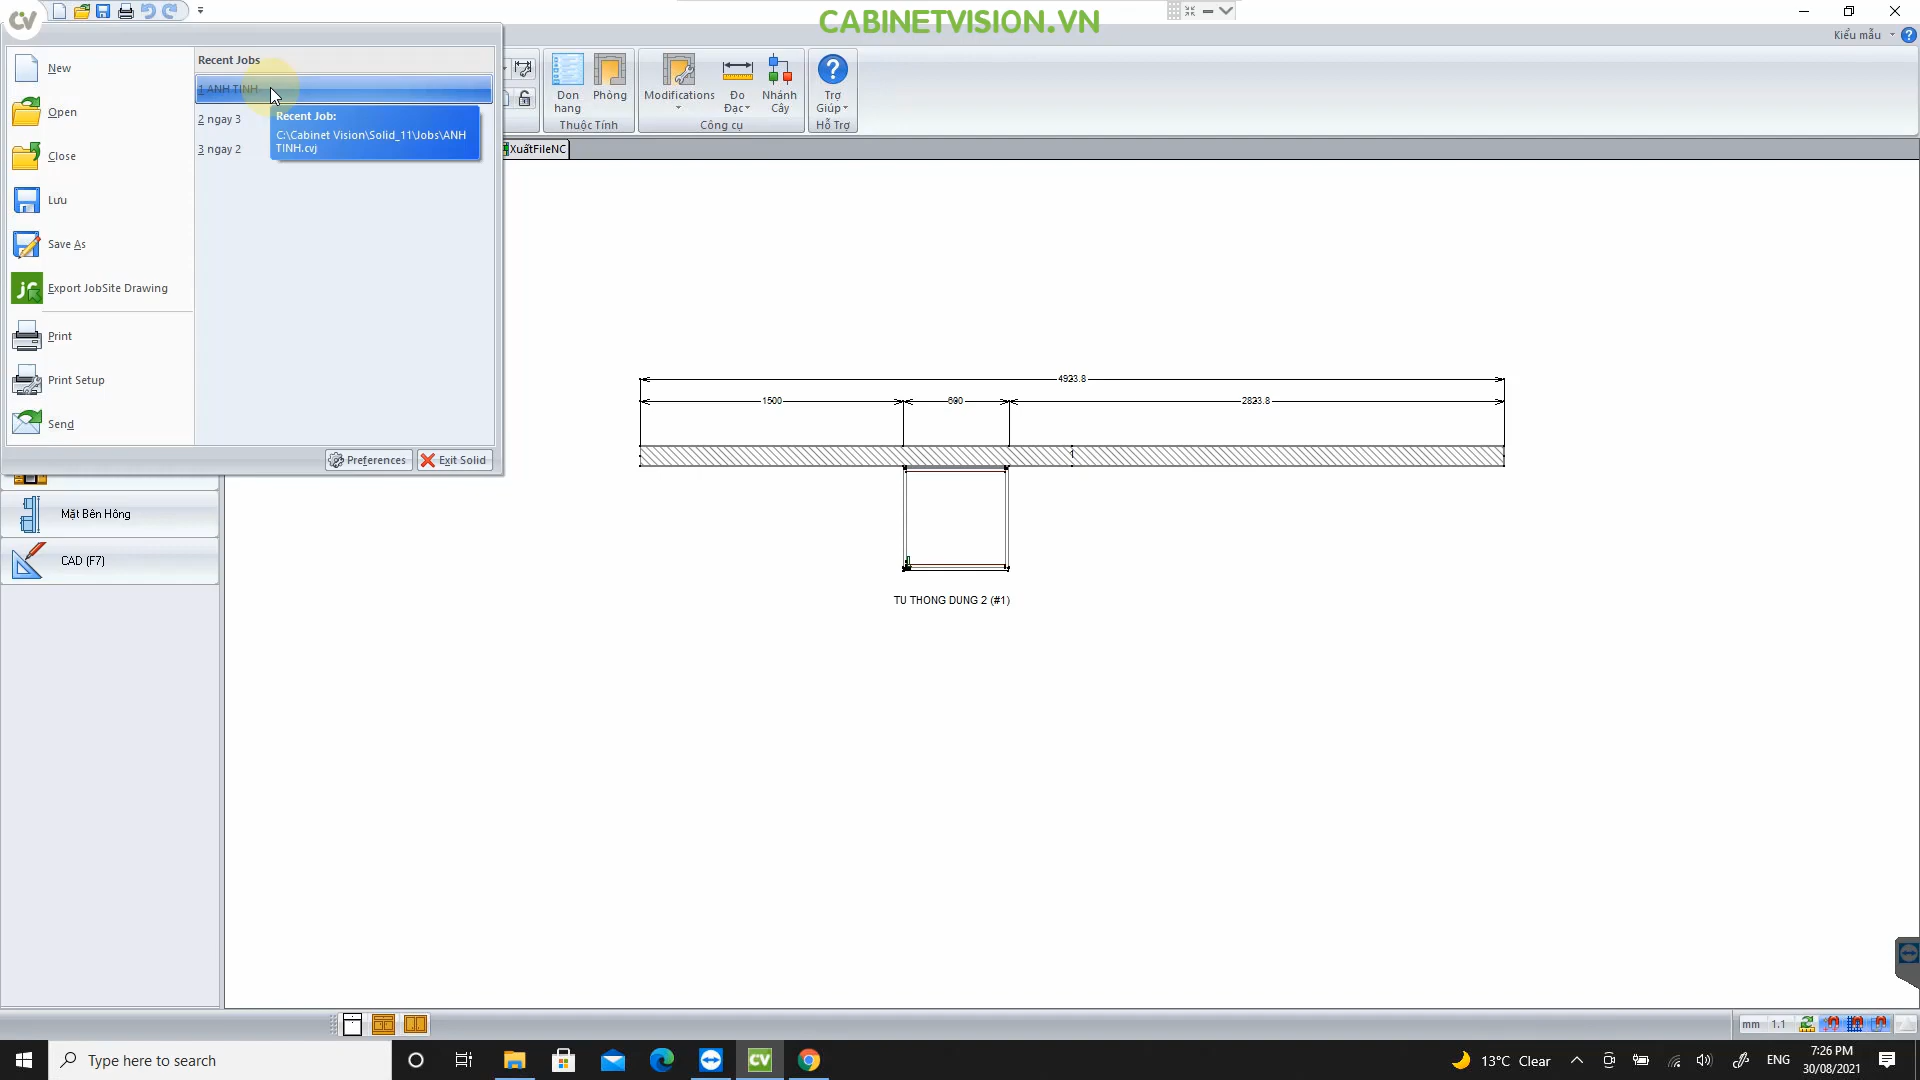 CABINETVISION.VN
Kiểu mẫu
New
Open
Close
Lưu
Save As
Export JobSite Drawing
Print
Print Setup
Send
Recent Jobs
1 ANH TINH
2 ngay 3
3 ngay 2
Recent Job:
C:\Cabinet Vision\Solid_11\Jobs\ANH
TINH.cvj
Preferences
Exit Solid
Don
hang
Phòng
Thuộc Tính
Modifications
Đo
Đạc
Nhánh
Cây
Công cụ
Trợ
Giúp
Hỗ Trợ
XuấtFileNC
4923.8
1500
600
2823.8
1
TU THONG DUNG 2 (#1)
Mặt Bên Hông
CAD (F7)
mm
1.1
Type here to search
CV
13°C Clear
ENG
7:26 PM
30/08/2021